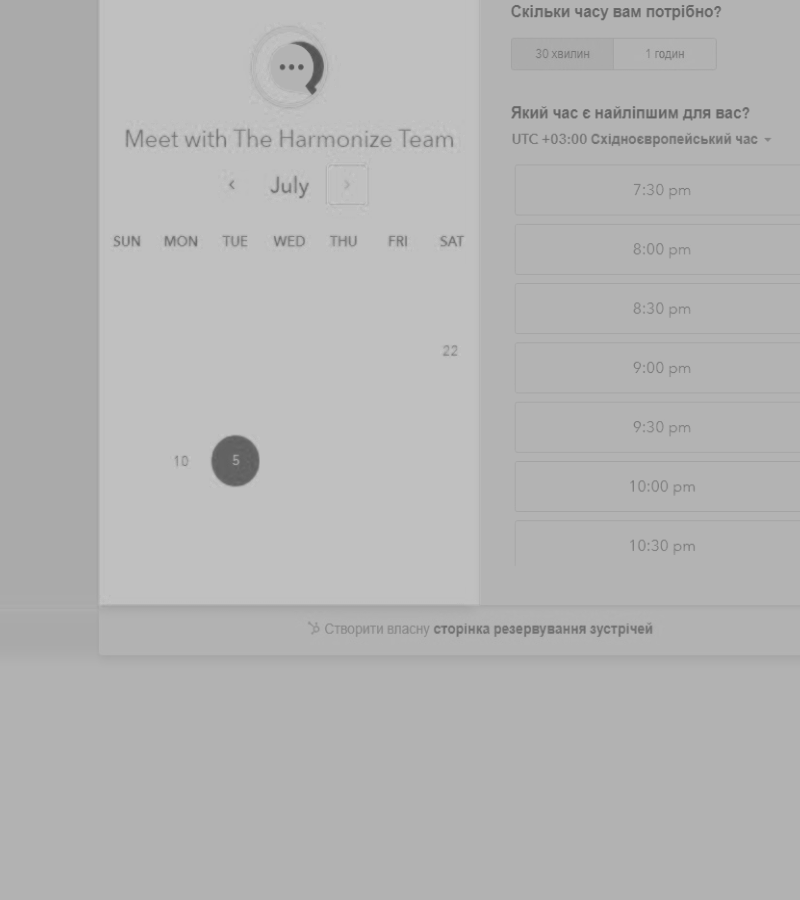 Meet with The Harmonize Team
July
SUN MON TUE WED THU FRI SAT
22
10 5
Скільки часу вам потрібно?
30 хвилин 1 годин
Який час є найліпшим для вас?
UTC +03:00 Східноєвропейський час
7:30 pm
8:00 pm
8:30 pm
9:00 pm
9:30 pm
10:00 pm
10:30 pm
Створити власну сторінка резервування зустрічей